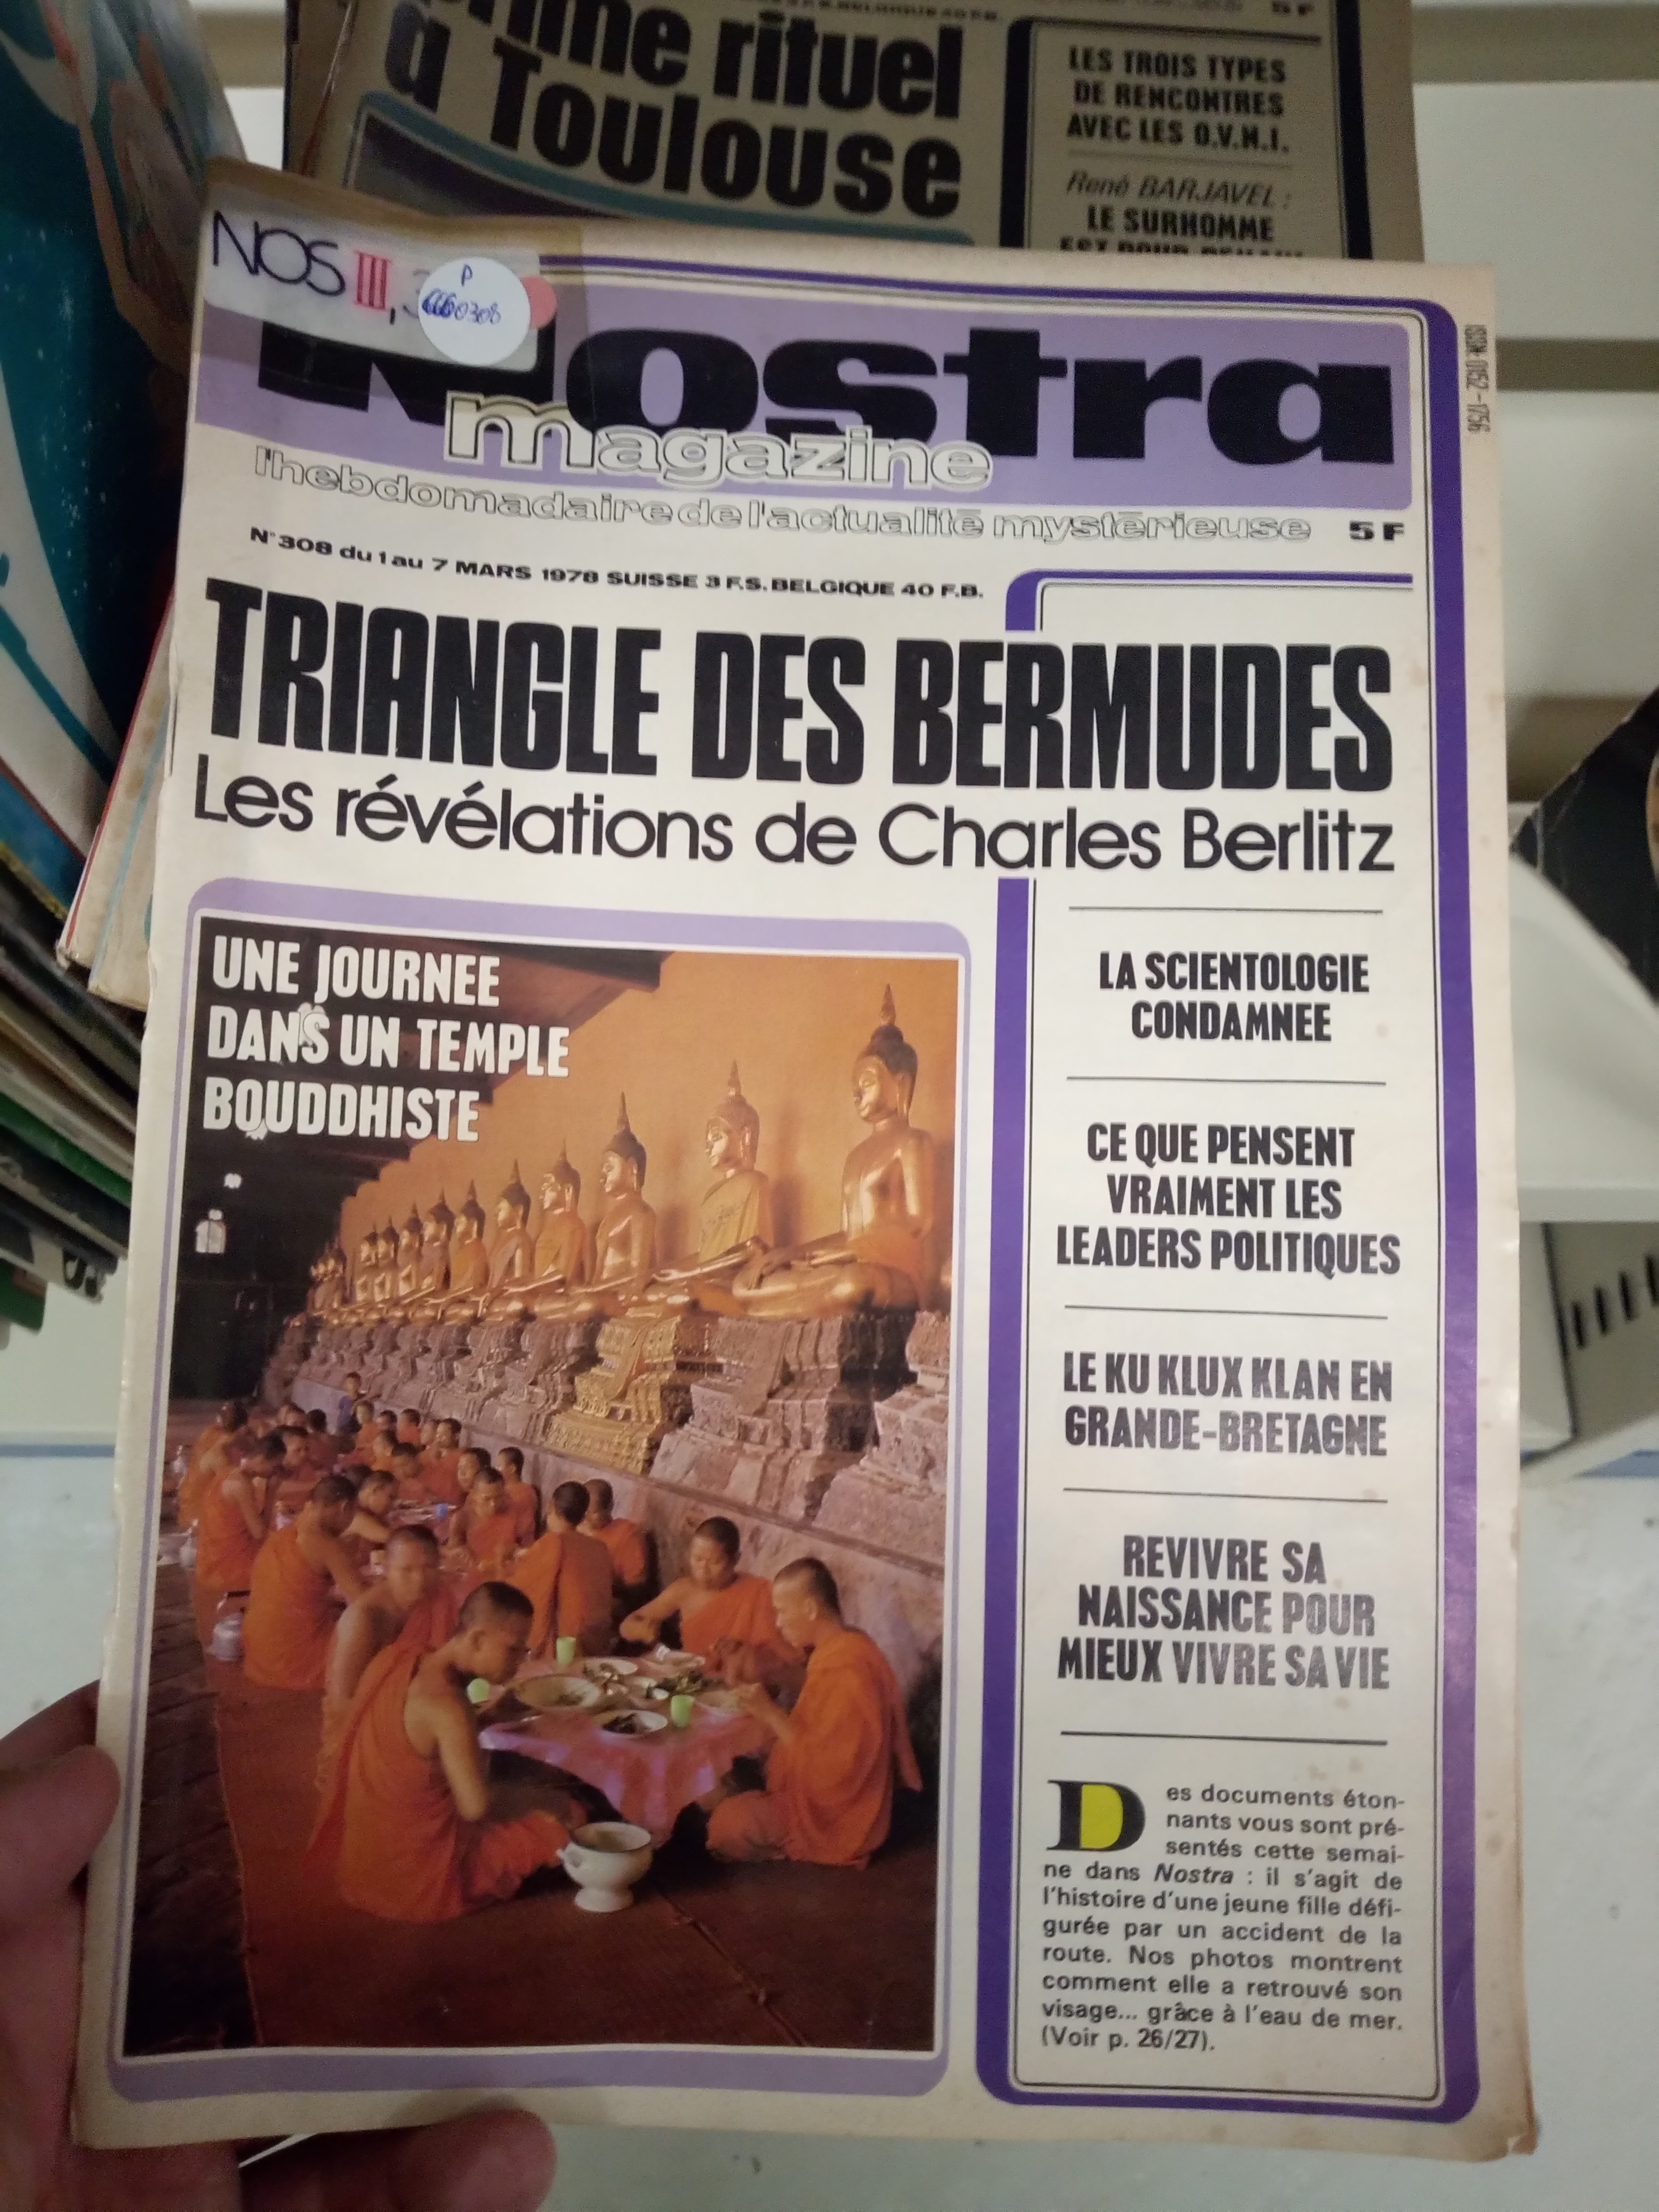 rituel
à Toulouse
5 F
LES TROIS TYPES
DE RENCONTRES
AVEC LES O.V.N.I.
René BARJAVEL :
LE SURHOMME
NOS III,
P
0308
Nostra
magazine
l'hebdomadaire de l'actualité mystérieuse
5 F
ISSN 0152-1756
N°308 du 1 au 7 MARS 1978 SUISSE 3 F.S. BELGIQUE 40 F.B.
TRIANGLE DES BERMUDES
Les révélations de Charles Berlitz
UNE JOURNEE
DANS UN TEMPLE
BOUDDHISTE
LA SCIENTOLOGIE
CONDAMNEE
CE QUE PENSENT
VRAIMENT LES
LEADERS POLITIQUES
LE KU KLUX KLAN EN
GRANDE-BRETAGNE
REVIVRE SA
NAISSANCE POUR
MIEUX VIVRE SA VIE
Des documents éton-
nants vous sont pré-
sentés cette semai-
ne dans Nostra : il s'agit de
l'histoire d'une jeune fille défi-
gurée par un accident de la
route. Nos photos montrent
comment elle a retrouvé son
visage... grâce à l'eau de mer.
(Voir p. 26/27).